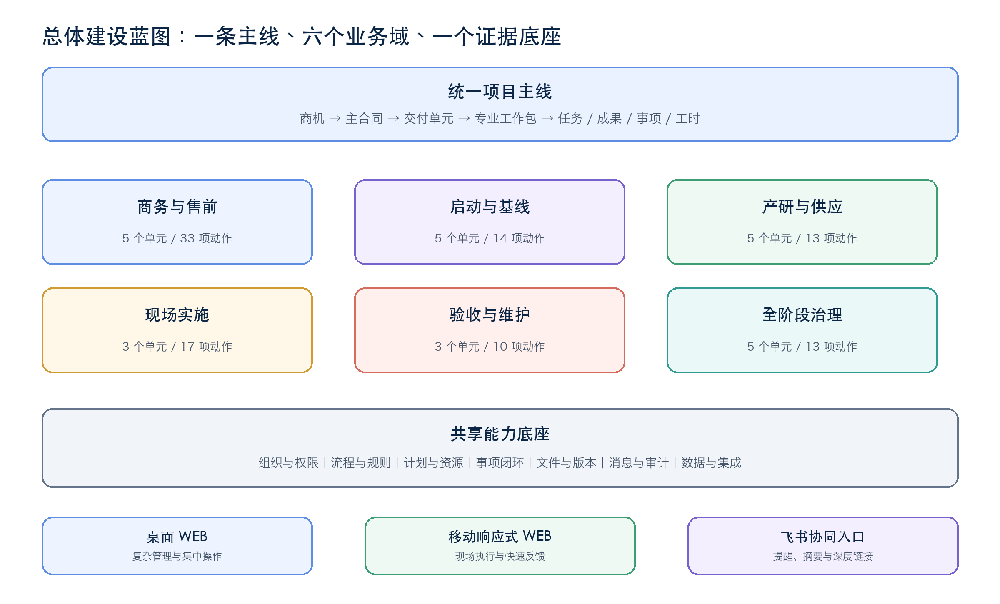 总体建设蓝图：一条主线、六个业务域、一个证据底座
统一项目主线
商机 → 主合同 → 交付单元 → 专业工作包 → 任务 / 成果 / 事项 / 工时
商务与售前
5 个单元 / 33 项动作
启动与基线
5 个单元 / 14 项动作
产研与供应
5 个单元 / 13 项动作
现场实施
3 个单元 / 17 项动作
验收与维护
3 个单元 / 10 项动作
全阶段治理
5 个单元 / 13 项动作
共享能力底座
组织与权限｜流程与规则｜计划与资源｜事项闭环｜文件与版本｜消息与审计｜数据与集成
桌面 WEB
复杂管理与集中操作
移动响应式 WEB
现场执行与快速反馈
飞书协同入口
提醒、摘要与深度链接